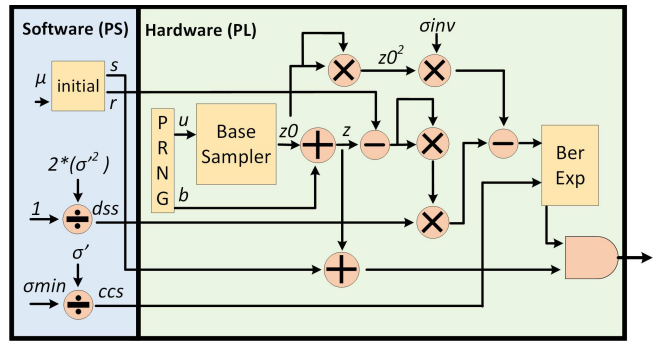 Software (PS)
Hardware (PL)
σinv
μ
initial
s
r
z0²
P
R
N
G
u
b
Base
Sampler
z0
+
z
−
×
Ber
Exp
2*(σ'²)
1
÷
dss
σ'
σmin
÷
ccs